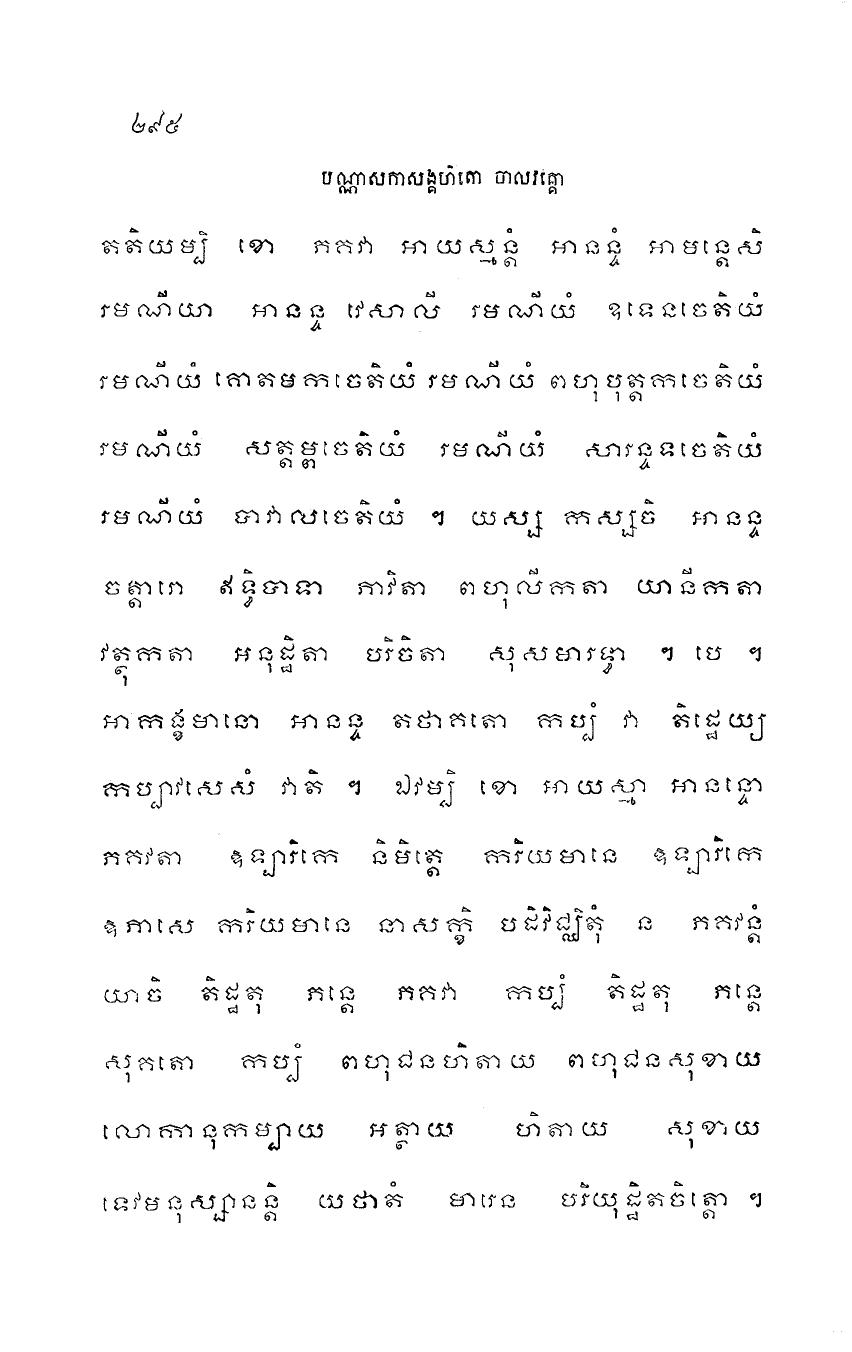 ២៩៥
បណ្ណាសកាសង្គហិតោ ចាលវគ្គោ
តតិយម្បិ ខោ ភគវា អាយស្មន្តំ អានន្ទំ អាមន្តេសិ
រមណីយា អានន្ទ វេសាលី រមណីយំ ឧទេនចេតិយំ
រមណីយំ គោតមកចេតិយំ រមណីយំ ពហុបុត្តកចេតិយំ
រមណីយំ សត្តម្ពចេតិយំ រមណីយំ សារន្ទទចេតិយំ
រមណីយំ ចាវាលចេតិយំ ។ យស្ស កស្សចិ អានន្ទ
ចត្តារោ ឥទ្ធិបាទា ភាវិតា ពហុលីកតា យានីកតា
វត្ថុកតា អនុដ្ឋិតា បរិចិតា សុសមារទ្ធា ។ បេ ។
អាកង្ខមានោ អានន្ទ តថាគតោ កប្បំ វា តិដ្ឋេយ្យ
កប្បាវសេសំ វាតិ ។ ឯវម្បិ ខោ អាយស្មា អានន្ទោ
ភគវតា ឧឡារិកេ និមិត្តេ ករិយមានេ ឧឡារិកេ
ឧភាសេ ករិយមានេ នាសក្ខិ បដិវិជ្ឈិតុំ ន ភគវន្តំ
យាចិ តិដ្ឋតុ ភន្តេ ភគវា កប្បំ តិដ្ឋតុ ភន្តេ
សុគតោ កប្បំ ពហុជនហិតាយ ពហុជនសុខាយ
លោកានុកម្បាយ អត្ថាយ ហិតាយ សុខាយ
ទេវមនុស្សានន្តិ យថាតំ មារេន បរិយុដ្ឋិតចិត្តោ ។